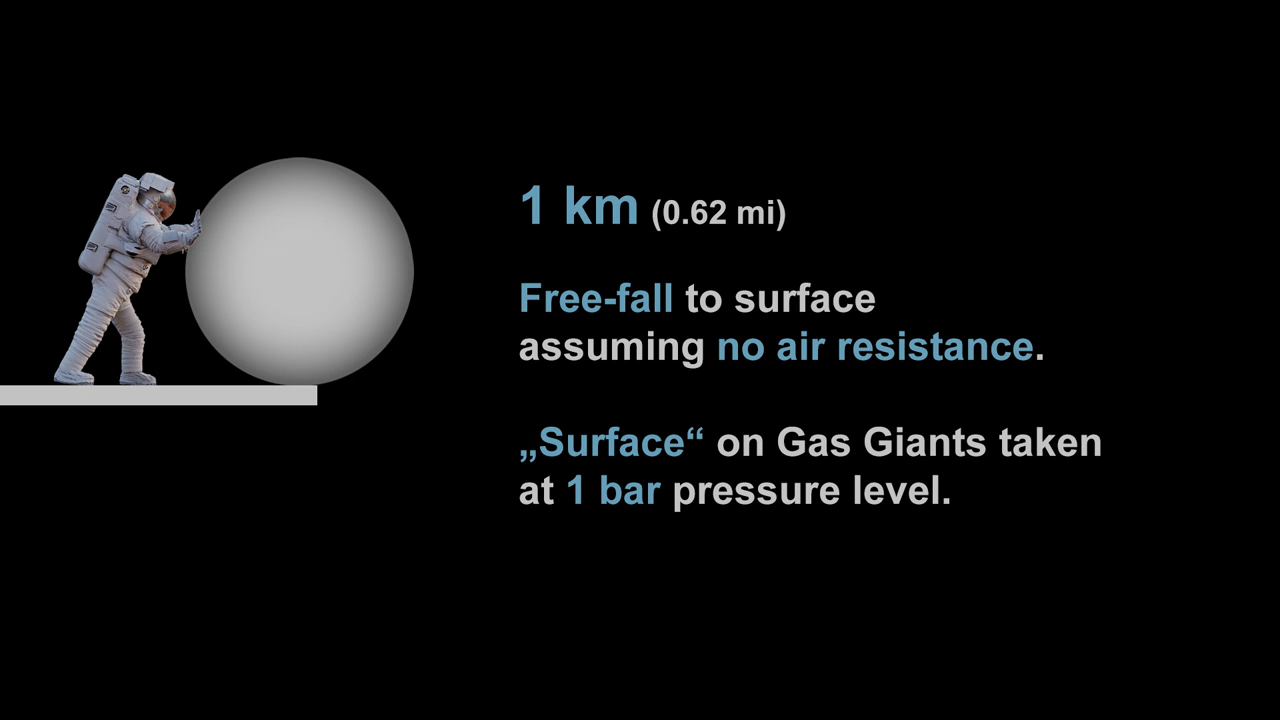 1 km (0.62 mi)
Free-fall to surface
assuming no air resistance.
„Surface“ on Gas Giants taken
at 1 bar pressure level.